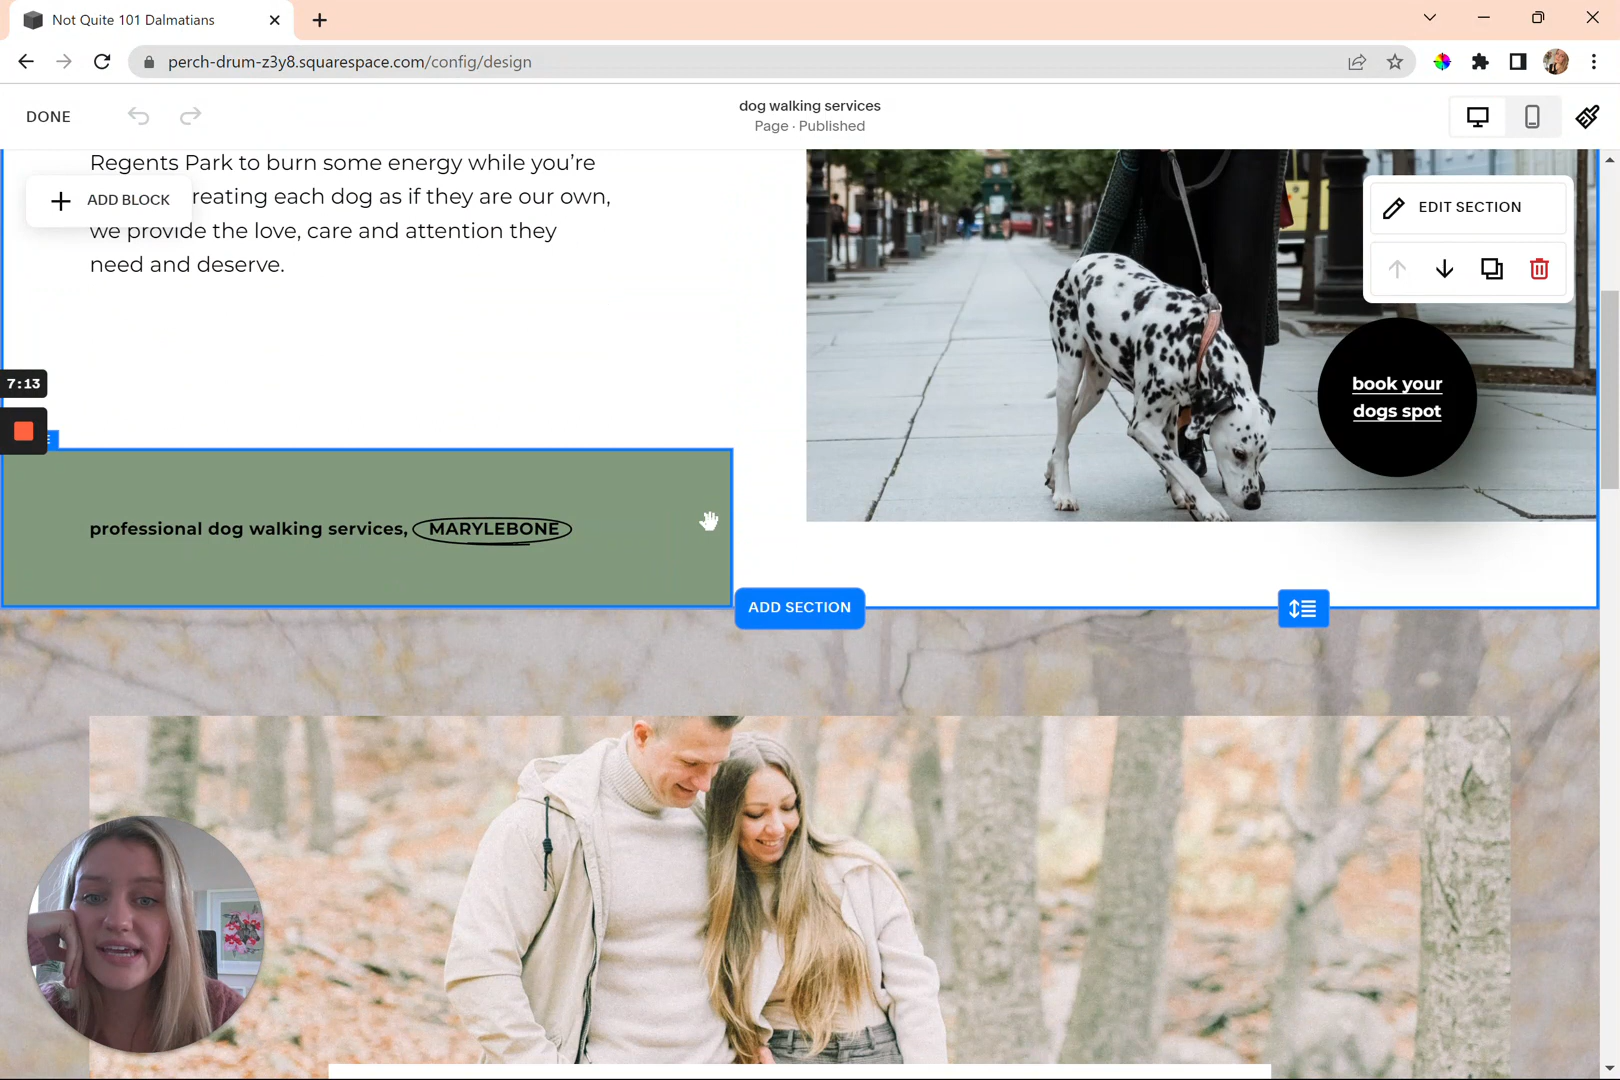 Not Quite 101 Dalmatians
perch-drum-z3y8.squarespace.com/config/design
DONE
dog walking services
Page · Published
Regents Park to burn some energy while you're
ADD BLOCK
reating each dog as if they are our own,
we provide the love, care and attention they
need and deserve.
EDIT SECTION
7:13
book your
dogs spot
professional dog walking services, MARYLEBONE
ADD SECTION